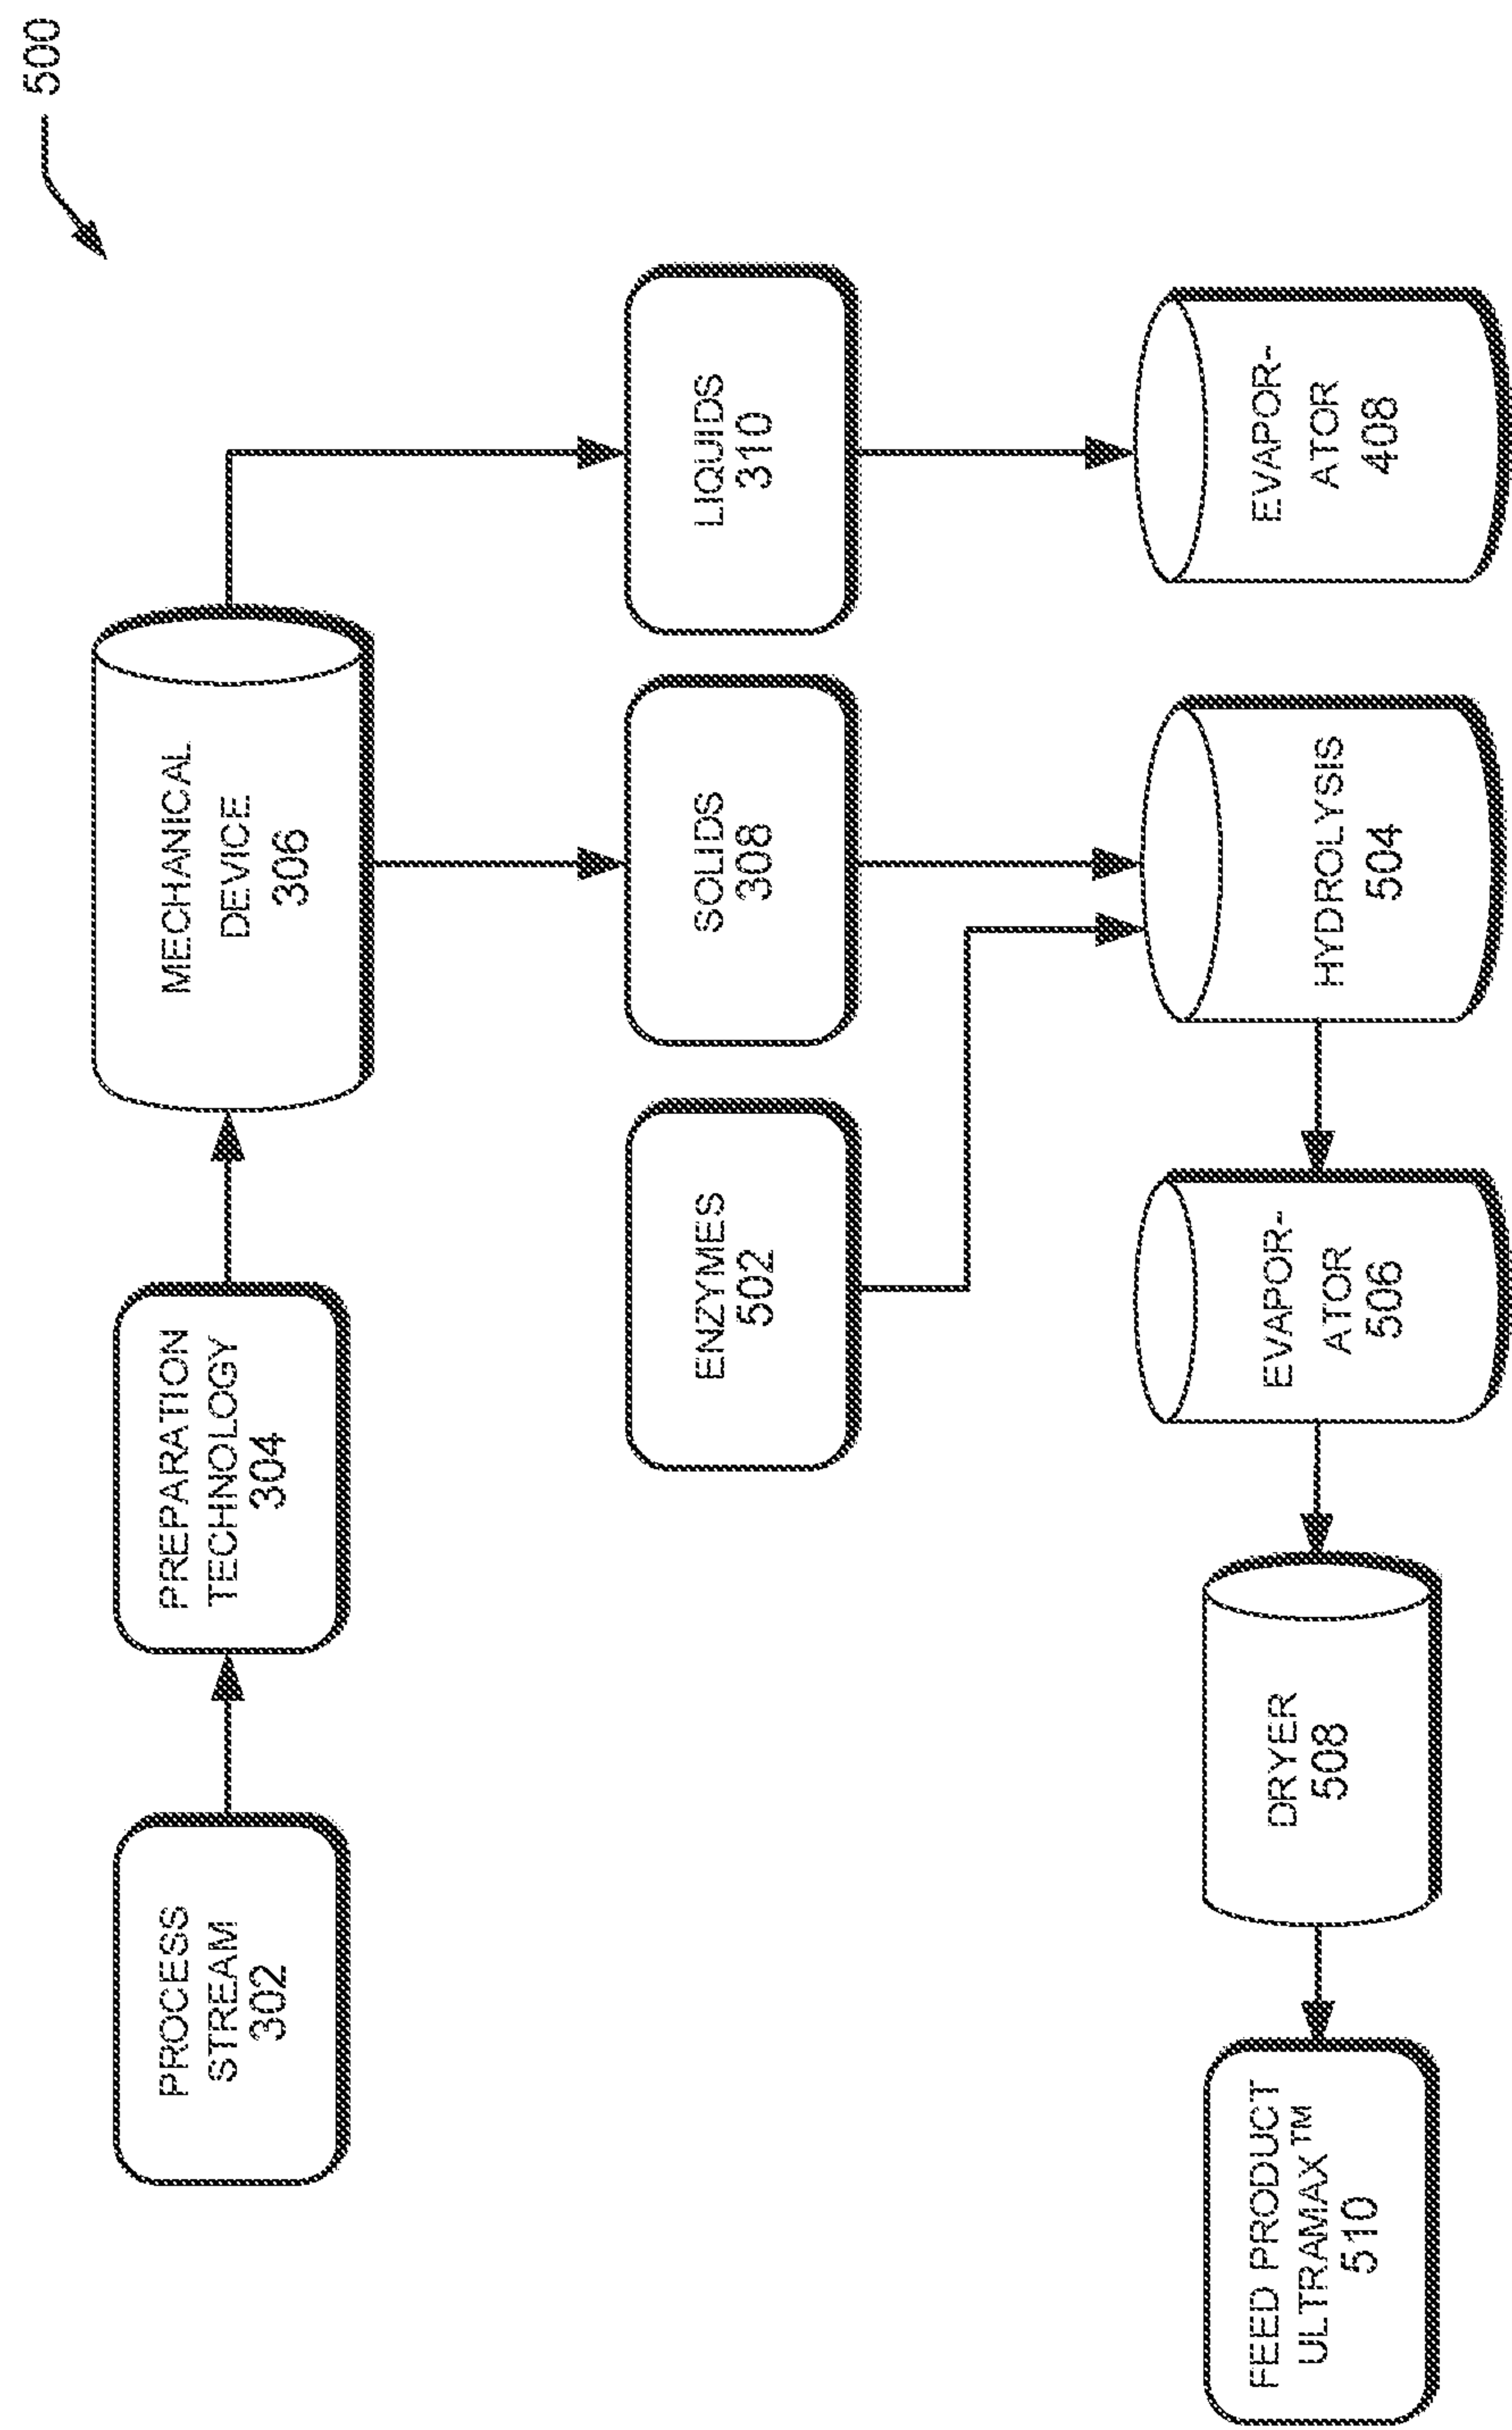 500
PROCESS
STREAM
302
PREPARATION
TECHNOLOGY
304
MECHANICAL
DEVICE
306
ENZYMES
502
SOLIDS
308
LIQUIDS
310
FEED PRODUCT
ULTRAMAX™
510
DRYER
508
EVAPOR-
ATOR
506
HYDROLYSIS
504
EVAPOR-
ATOR
408